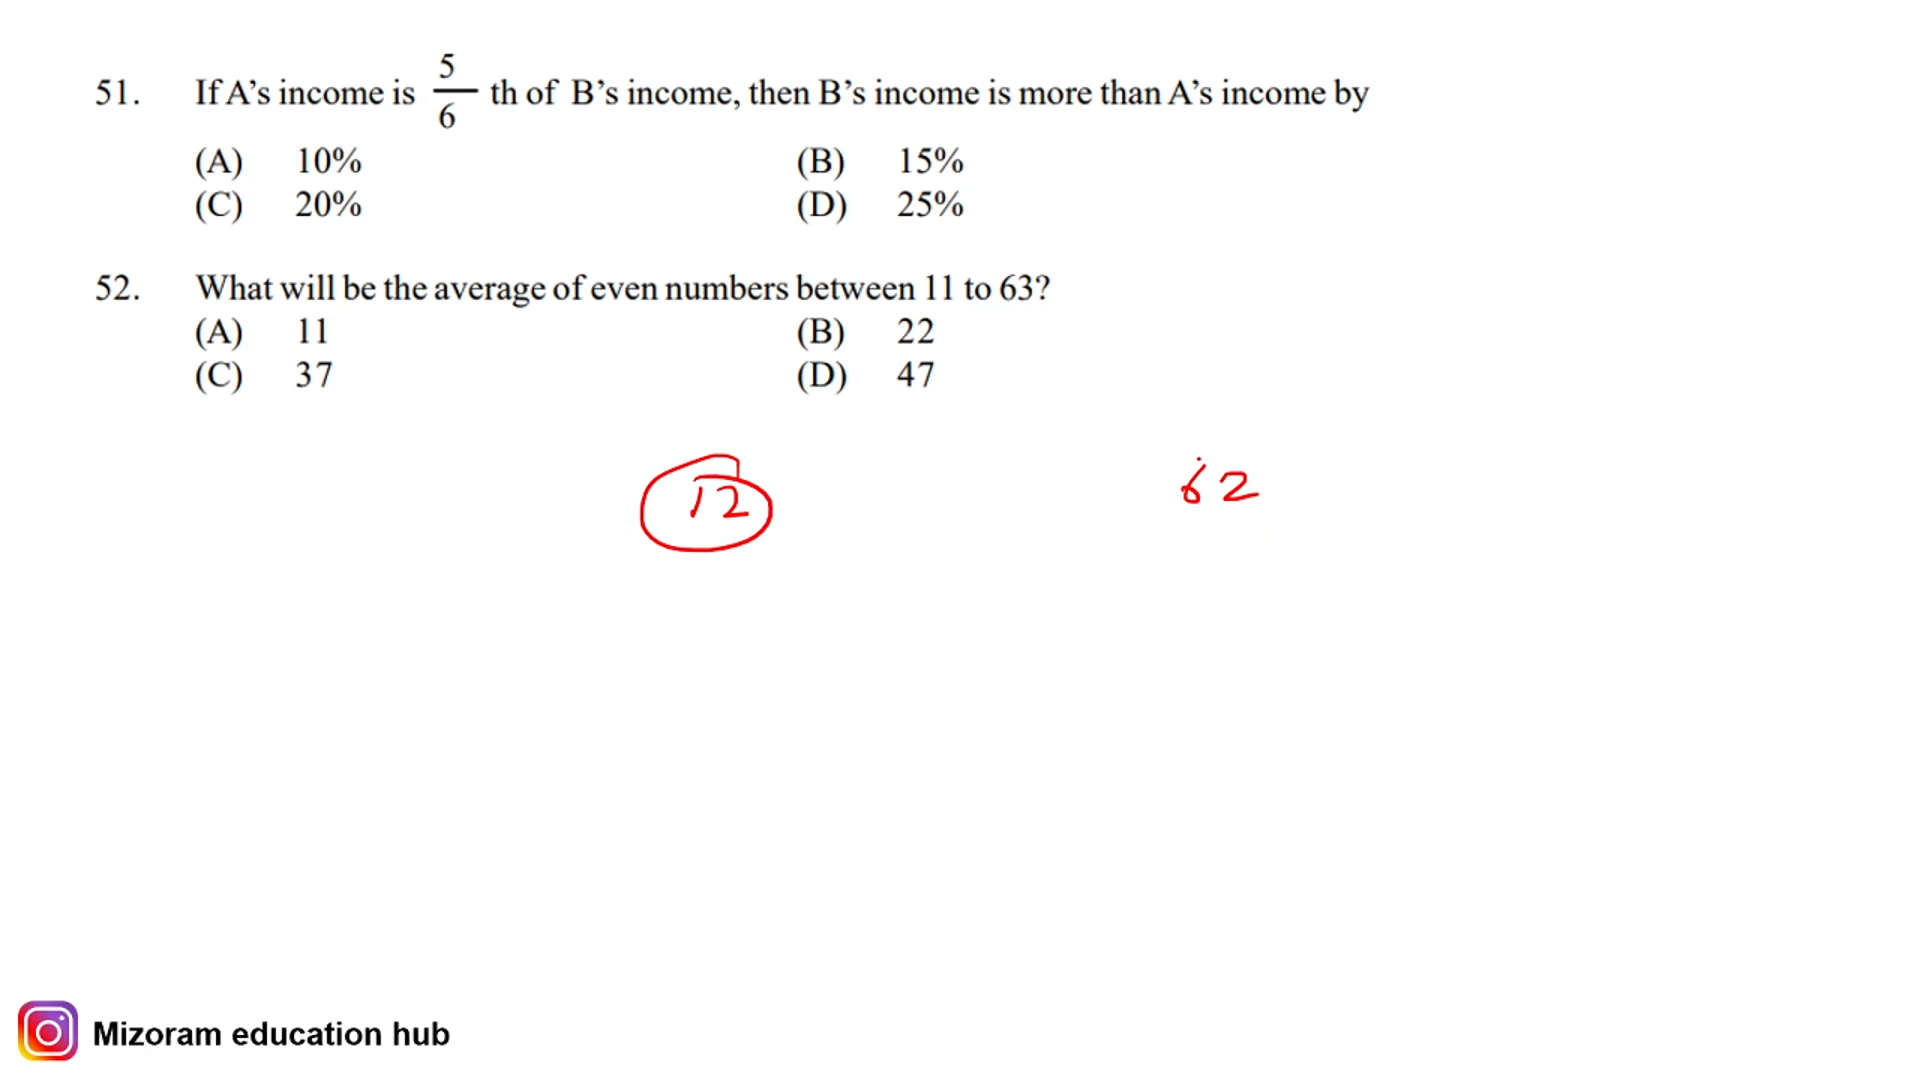 51. If A’s income is 5/6 th of B’s income, then B’s income is more than A’s income by
(A) 10% (B) 15%
(C) 20% (D) 25%
52. What will be the average of even numbers between 11 to 63?
(A) 11 (B) 22
(C) 37 (D) 47
12 62
Mizoram education hub